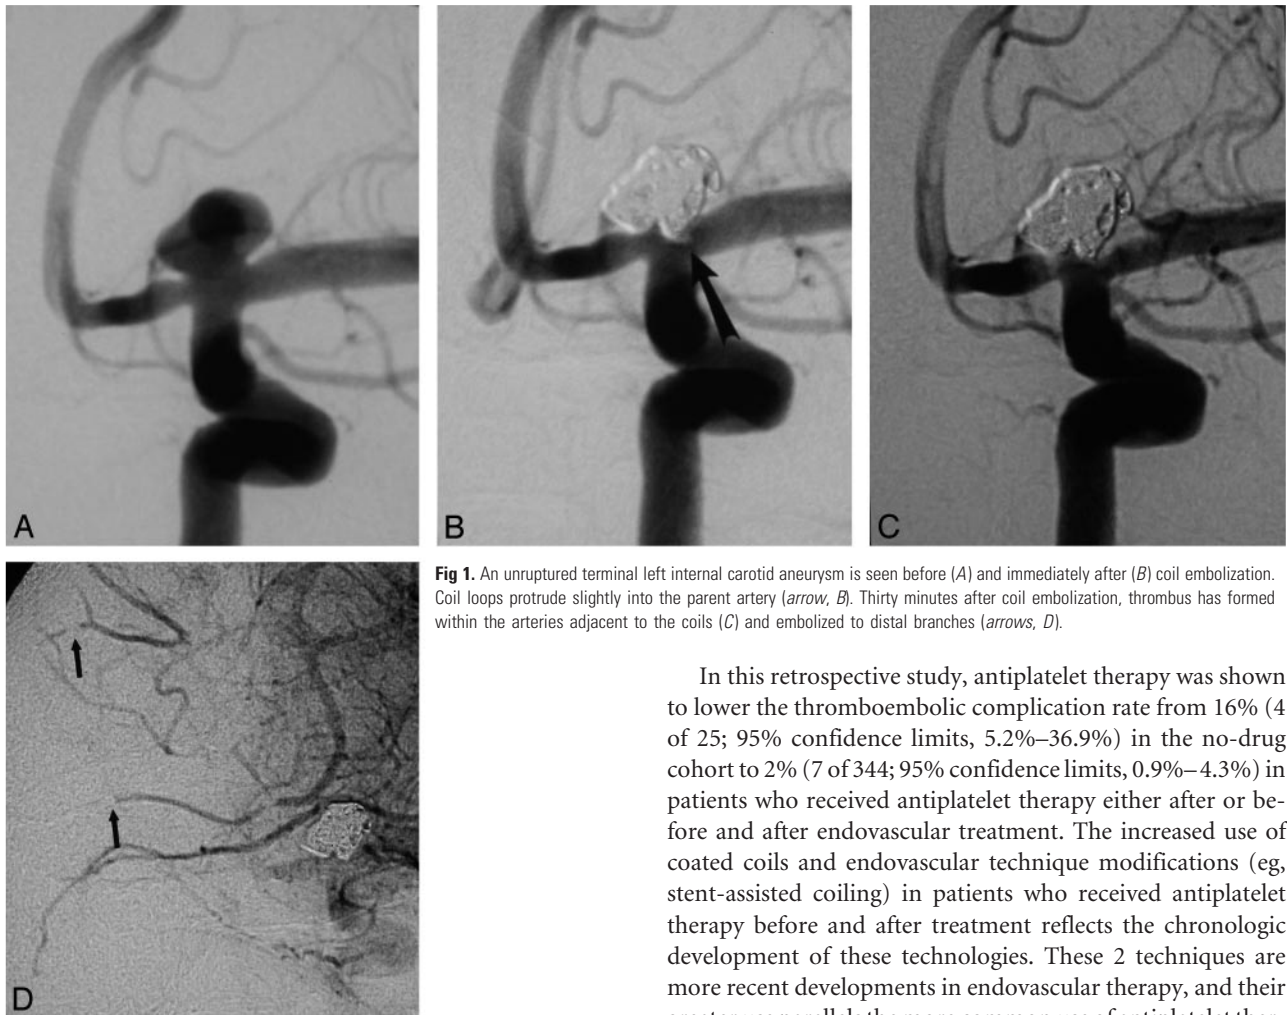 A
B
C
Fig 1. An unruptured terminal left internal carotid aneurysm is seen before (A) and immediately after (B) coil embolization.
Coil loops protrude slightly into the parent artery (arrow, B). Thirty minutes after coil embolization, thrombus has formed
within the arteries adjacent to the coils (C) and embolized to distal branches (arrows, D).
D
In this retrospective study, antiplatelet therapy was shown
to lower the thromboembolic complication rate from 16% (4
of 25; 95% confidence limits, 5.2%–36.9%) in the no-drug
cohort to 2% (7 of 344; 95% confidence limits, 0.9%–4.3%) in
patients who received antiplatelet therapy either after or be-
fore and after endovascular treatment. The increased use of
coated coils and endovascular technique modifications (eg,
stent-assisted coiling) in patients who received antiplatelet
therapy before and after treatment reflects the chronologic
development of these technologies. These 2 techniques are
more recent developments in endovascular therapy, and their